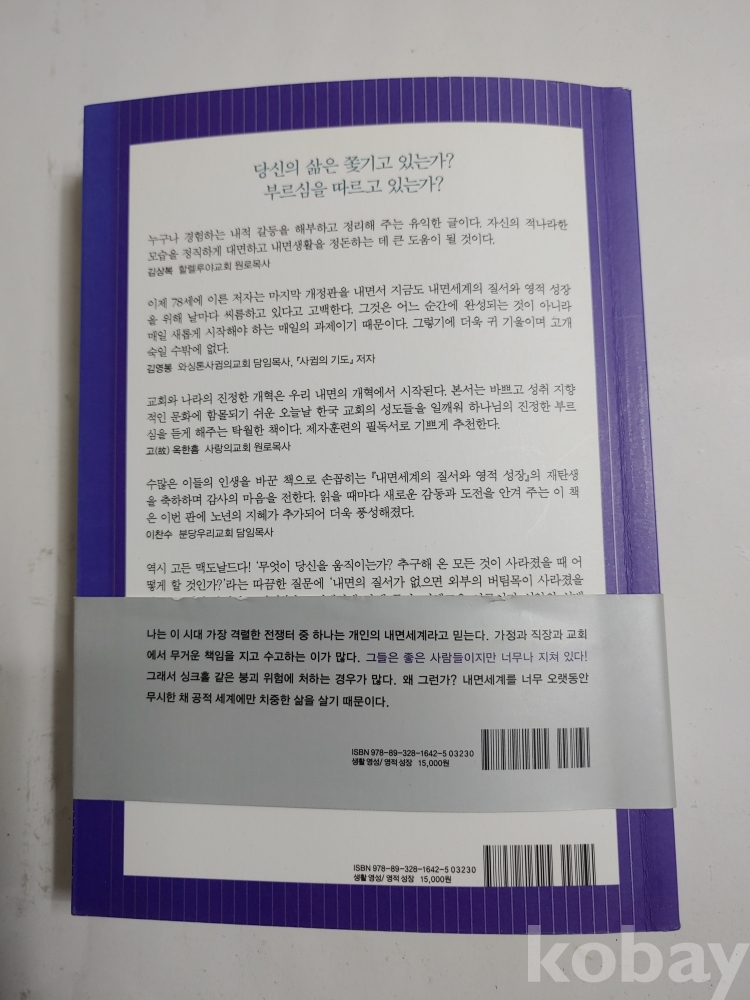 당신의 삶은 쫓기고 있는가?
부르심을 따르고 있는가?
누구나 경험하는 내적 갈등을 해부하고 정리해 주는 유익한 글이다. 자신의 적나라한
모습을 정직하게 대면하고 내면생활을 정돈하는 데 큰 도움이 될 것이다.
김상복 할렐루야교회 원로목사
이제 78세에 이른 저자는 마지막 개정판을 내면서 지금도 내면세계의 질서와 영적 성장
을 위해 날마다 씨름하고 있다고 고백한다. 그것은 어느 순간에 완성되는 것이 아니라
매일 새롭게 시작해야 하는 매일의 과제이기 때문이다. 그렇기에 더욱 귀 기울이며 고개
숙일 수밖에 없다.
김영봉 와싱톤사귐의교회 담임목사, 『사귐의 기도』 저자
교회와 나라의 진정한 개혁은 우리 내면의 개혁에서 시작된다. 본서는 바쁘고 성취 지향
적인 문화에 함몰되기 쉬운 오늘날 한국 교회의 성도들을 일깨워 하나님의 진정한 부르
심을 듣게 해주는 탁월한 책이다. 제자훈련의 필독서로 기쁘게 추천한다.
고(故) 옥한흠 사랑의교회 원로목사
수많은 이들의 인생을 바꾼 책으로 손꼽히는 『내면세계의 질서와 영적 성장』의 재탄생
을 축하하며 감사의 마음을 전한다. 읽을 때마다 새로운 감동과 도전을 안겨 주는 이 책
은 이번 판에 노년의 지혜가 추가되어 더욱 풍성해졌다.
이찬수 분당우리교회 담임목사
역시 고든 맥도날드다! '무엇이 당신을 움직이는가? 추구해 온 모든 것이 사라졌을 때 어
떻게 할 것인가?'라는 따끔한 질문에 '내면의 질서가 없으면 외부의 버팀목이 사라졌을
나는 이 시대 가장 격렬한 전쟁터 중 하나는 개인의 내면세계라고 믿는다. 가정과 직장과 교회
에서 무거운 책임을 지고 수고하는 이가 많다. 그들은 좋은 사람들이지만 너무나 지쳐 있다!
그래서 싱크홀 같은 붕괴 위험에 처하는 경우가 많다. 왜 그런가? 내면세계를 너무 오랫동안
무시한 채 공적 세계에만 치중한 삶을 살기 때문이다.
ISBN 978-89-328-1642-5 03230
생활 영성/ 영적 성장 15,000원
ISBN 978-89-328-1642-5 03230
생활 영성/ 영적 성장 15,000원
kobay